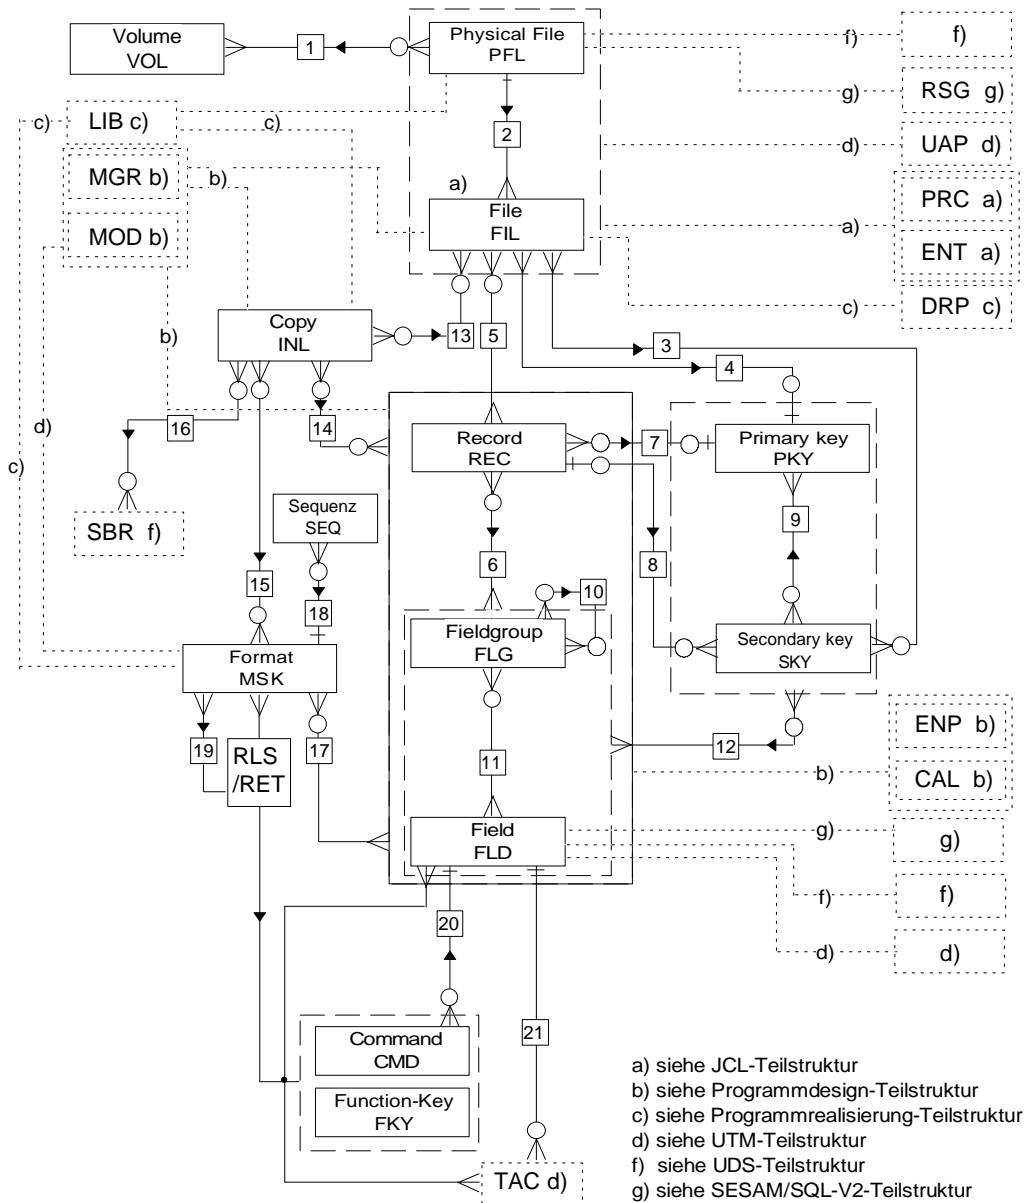 Volume
VOL
1
Physical File
PFL
f)
f)
g)
RSG g)
c)
LIB c)
c)
2
d)
UAP d)
MGR b)
b)
a)
PRC a)
MOD b)
File
FIL
a)
ENT a)
c)
DRP c)
Copy
INL
b)
13
5
3
4
d)
16
14
Record
REC
7
Primary key
PKY
c)
SBR f)
Sequenz
SEQ
9
15
18
6
10
8
Format
MSK
Fieldgroup
FLG
Secondary key
SKY
19
RLS
/RET
17
11
12
ENP b)
b)
CAL b)
Field
FLD
g)
g)
f)
f)
20
d)
d)
21
Command
CMD
Function-Key
FKY
TAC d)
a) siehe JCL-Teilstruktur
b) siehe Programmdesign-Teilstruktur
c) siehe Programmrealisierung-Teilstruktur
d) siehe UTM-Teilstruktur
f) siehe UDS-Teilstruktur
g) siehe SESAM/SQL-V2-Teilstruktur